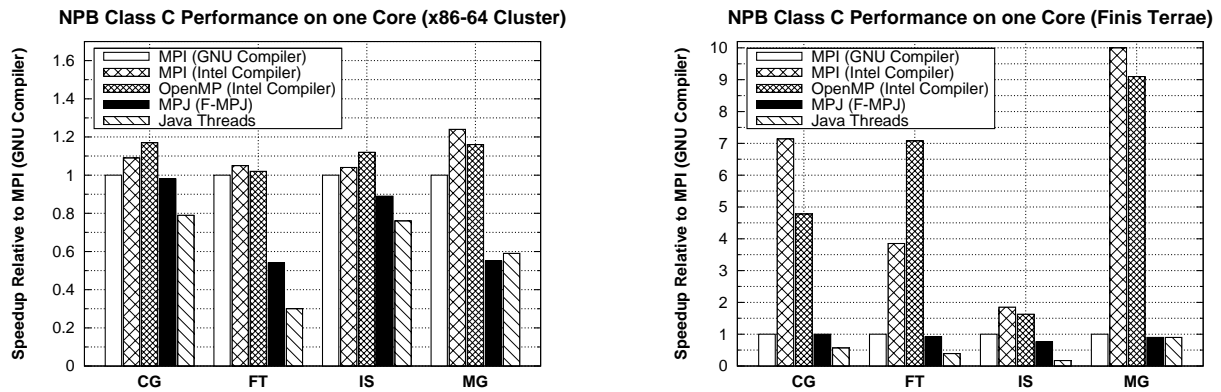 NPB Class C Performance on one Core (x86-64 Cluster)
Speedup Relative to MPI (GNU Compiler)
1.6
1.4
1.2
1
0.8
0.6
0.4
0.2
0
MPI (GNU Compiler)
MPI (Intel Compiler)
OpenMP (Intel Compiler)
MPJ (F-MPJ)
Java Threads
CG FT IS MG
NPB Class C Performance on one Core (Finis Terrae)
Speedup Relative to MPI (GNU Compiler)
10
9
8
7
6
5
4
3
2
1
0
MPI (GNU Compiler)
MPI (Intel Compiler)
OpenMP (Intel Compiler)
MPJ (F-MPJ)
Java Threads
CG FT IS MG